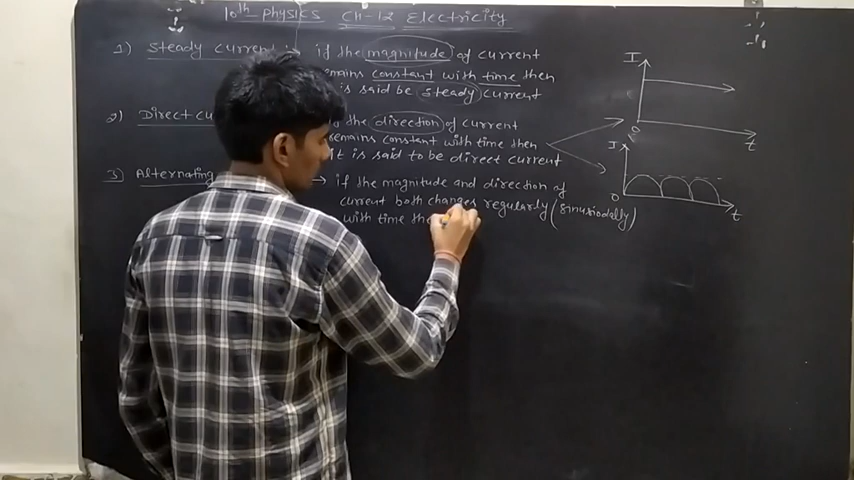 10th Physics Ch-12 Electricity
1) Steady current :- if the magnitude of current
remains constant with time then
is said be steady current
2) Direct cu
the direction of current
remains constant with time then
it is said to be direct current
3) Alternating → if the magnitude and direction of
current both changes regularly (sinusiodally)
with time the
I
O
t
I
O
t